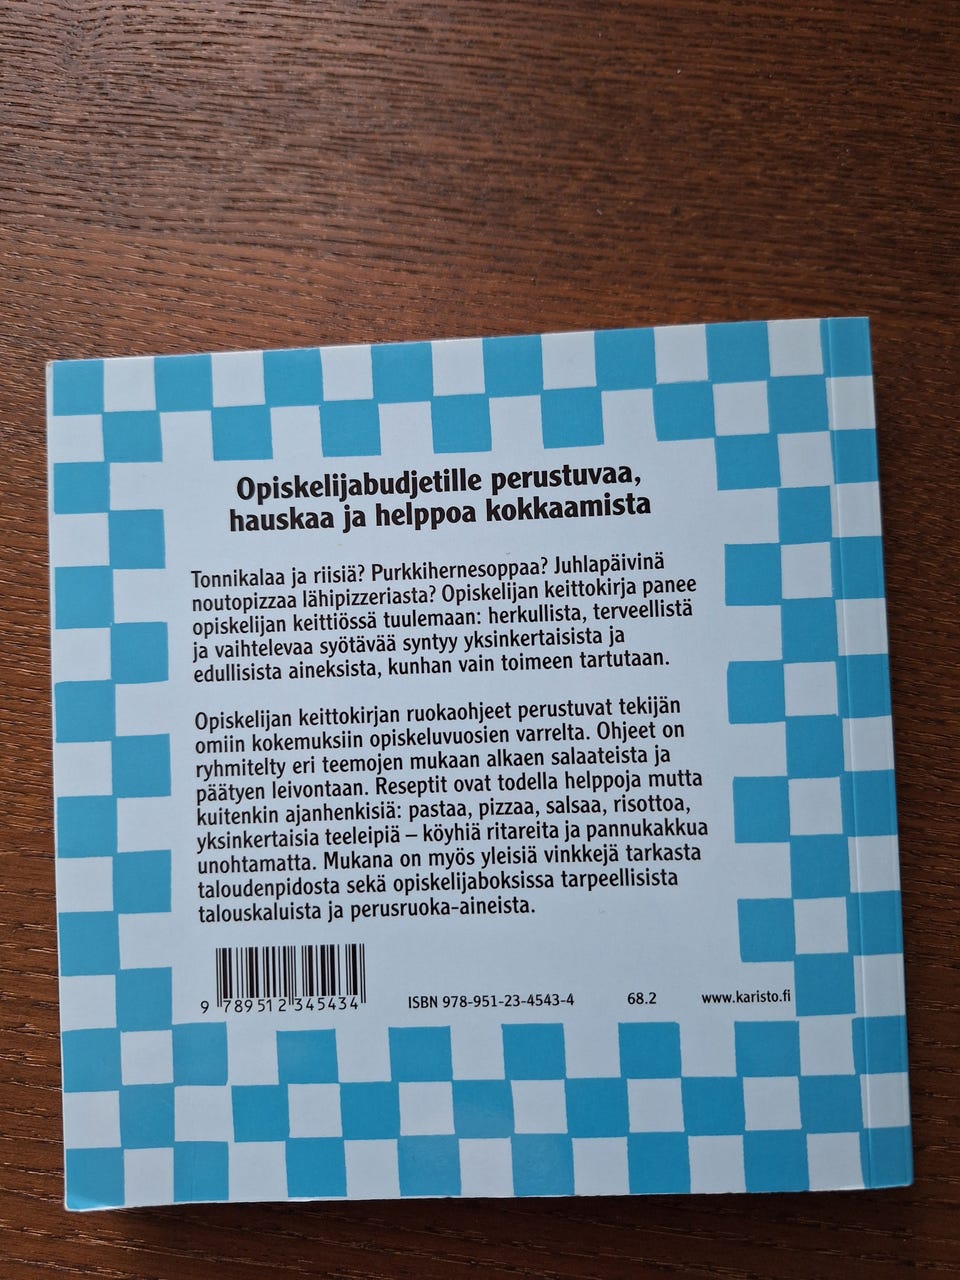 Opiskelijabudjetille perustuvaa,
hauskaa ja helppoa kokkaamista
Tonnikalaa ja riisiä? Purkkihernesoppaa? Juhlapäivinä
noutopizzaa lähipizzeriasta? Opiskelijan keittokirja panee
opiskelijan keittiössä tuulemaan: herkullista, terveellistä
ja vaihtelevaa syötävää syntyy yksinkertaisista ja
edullisista aineksista, kunhan vain toimeen tartutaan.
Opiskelijan keittokirjan ruokaohjeet perustuvat tekijän
omiin kokemuksiin opiskeluvuosien varrelta. Ohjeet on
ryhmitelty eri teemojen mukaan alkaen salaateista ja
päätyen leivontaan. Reseptit ovat todella helppoja mutta
kuitenkin ajanhenkisiä: pastaa, pizzaa, salsaa, risottoa,
yksinkertaisia teeleipiä – köyhiä ritareita ja pannukakkua
unohtamatta. Mukana on myös yleisiä vinkkejä tarkasta
taloudenpidosta sekä opiskelijaboksissa tarpeellisista
talouskaluista ja perusruoka-aineista.
9 789512 345434 ISBN 978-951-23-4543-4 68.2 www.karisto.fi